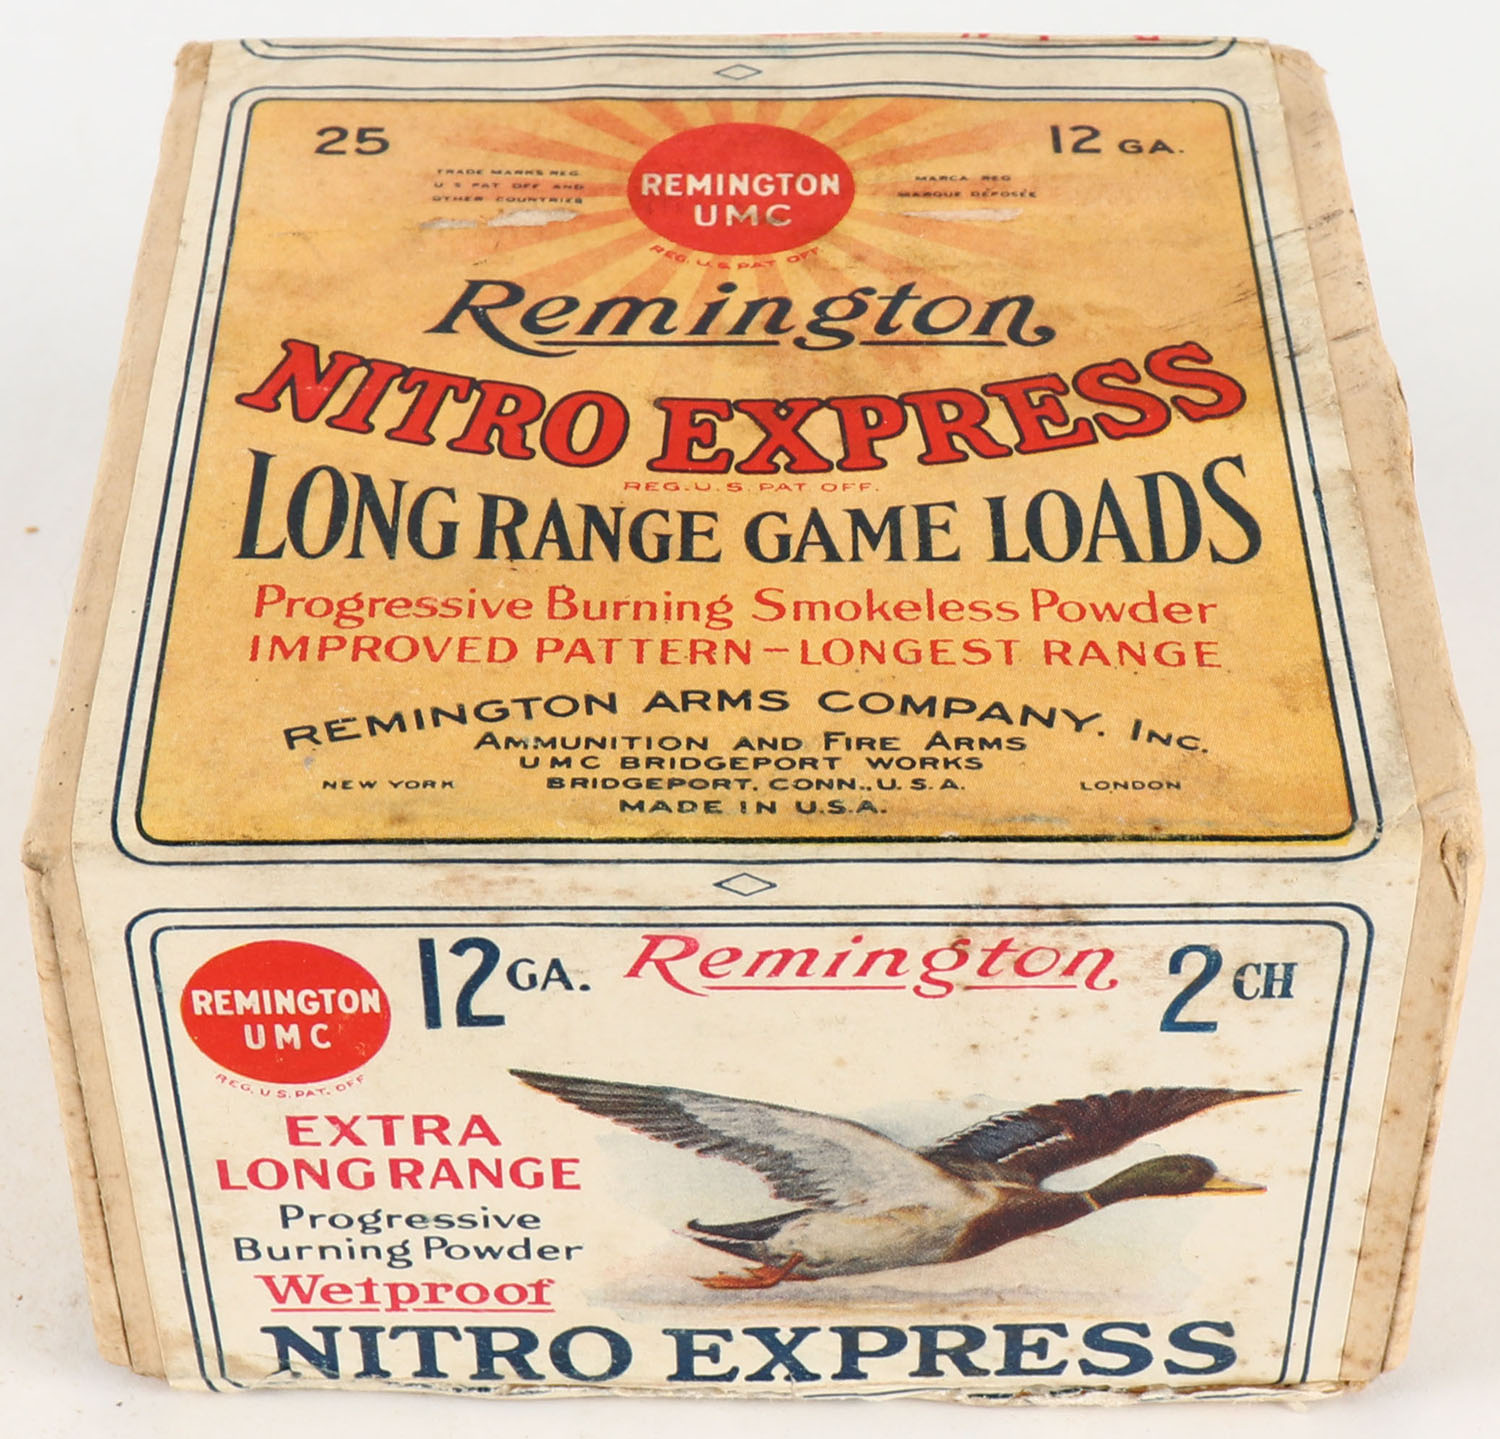 25
12 GA.
TRADE MARKS REG.
U S PAT OFF AND
OTHER COUNTRIES
REMINGTON
UMC
REG. U.S. PAT. OFF.
MARCA REG
MARQUE DEPOSÉE
Remington
NITRO EXPRESS
REG. U. S. PAT. OFF.
LONG RANGE GAME LOADS
Progressive Burning Smokeless Powder
IMPROVED PATTERN - LONGEST RANGE
REMINGTON ARMS COMPANY. INC.
AMMUNITION AND FIRE ARMS
UMC BRIDGEPORT WORKS
NEW YORK BRIDGEPORT, CONN., U.S.A. LONDON
MADE IN U.S.A.
REMINGTON
UMC
REG. U.S. PAT. OFF
12 GA. Remington 2 CH
EXTRA
LONG RANGE
Progressive
Burning Powder
Wetproof
NITRO EXPRESS